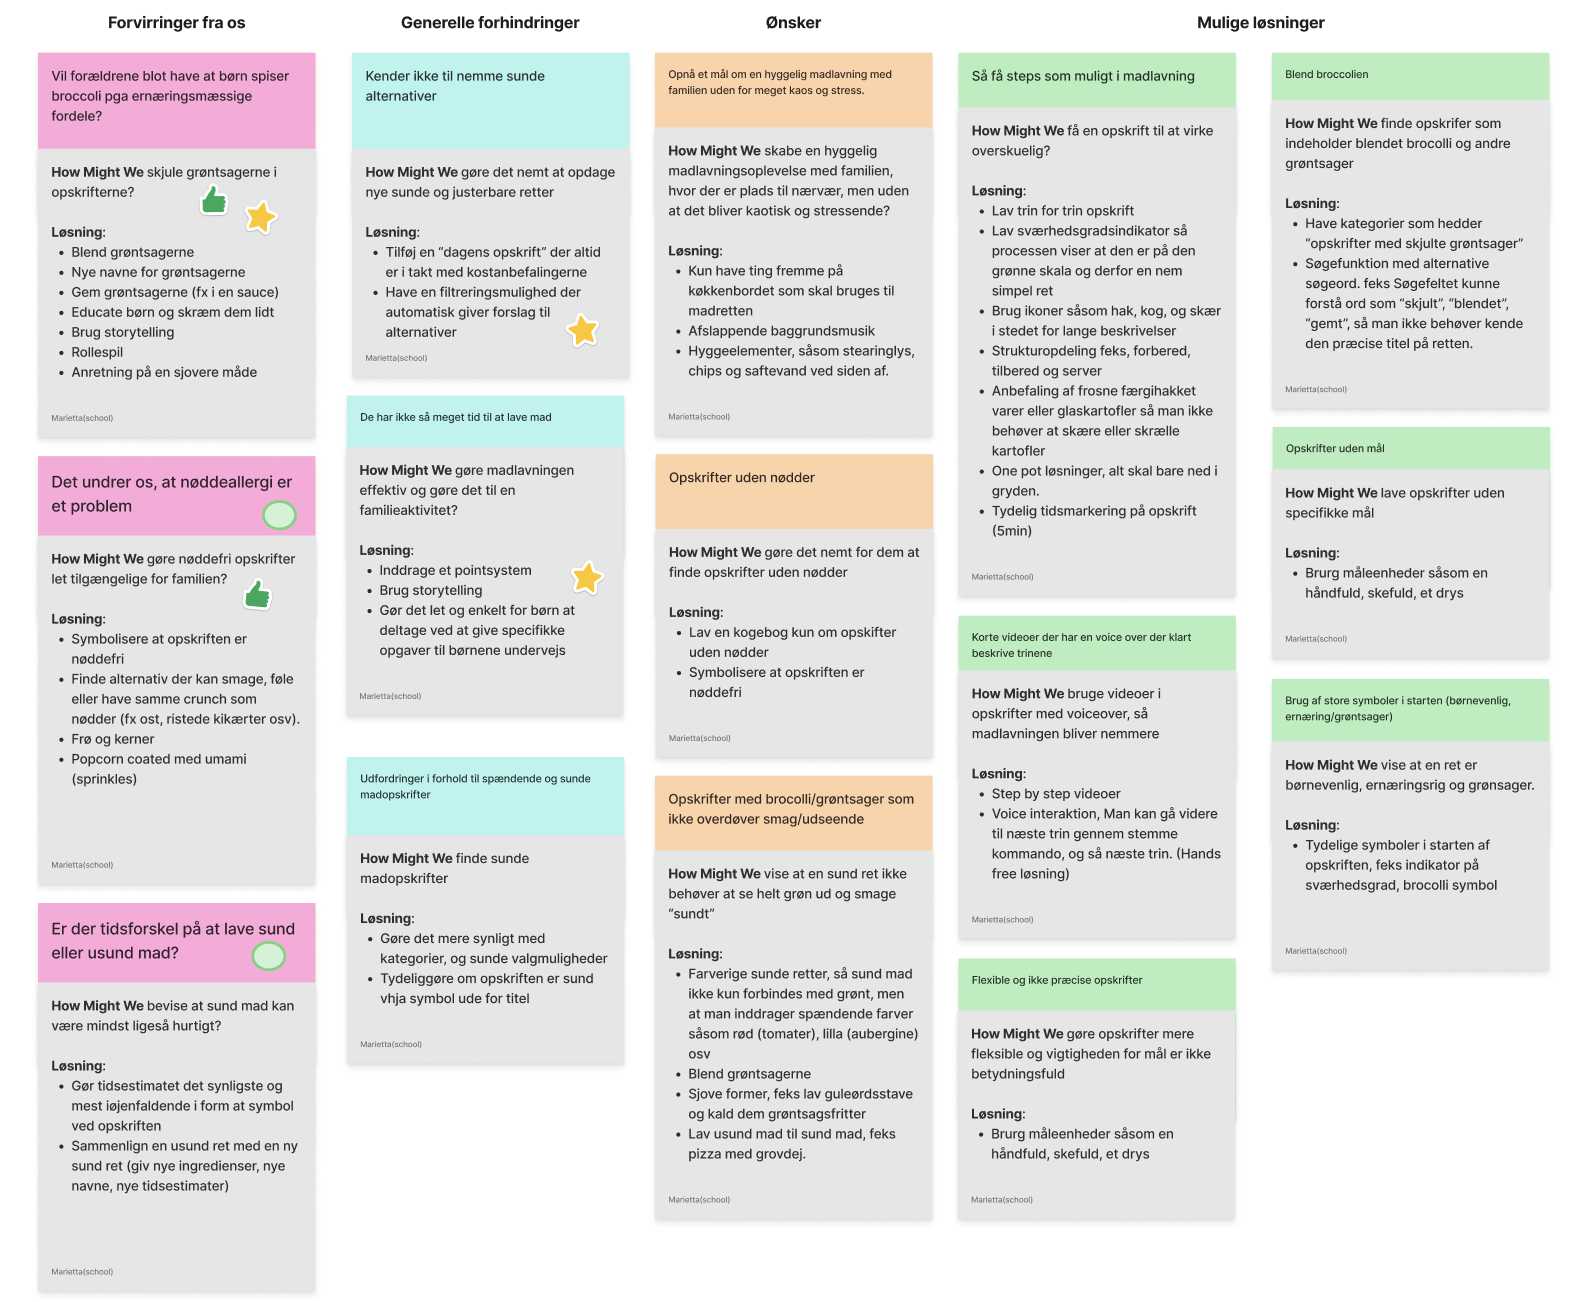 Forvirringer fra os
Vil forældrene blot have at børn spiser
broccoli pga ernæringsmæssige
fordele?
How Might We skjule grøntsagerne i
opskrifterne?
Løsning:
• Blend grøntsagerne
• Nye navne for grøntsagerne
• Gem grøntsagerne (fx i en sauce)
• Educate børn og skræm dem lidt
• Brug storytelling
• Rollespil
• Anretning på en sjovere måde
Marietta(school)
Det undrer os, at nøddeallergi er
et problem
How Might We gøre nøddefri opskrifter
let tilgængelige for familien?
Løsning:
• Symbolisere at opskriften er
nøddefri
• Finde alternativ der kan smage, føle
eller have samme crunch som
nødder (fx ost, ristede kikærter osv).
• Frø og kerner
• Popcorn coated med umami
(sprinkles)
Marietta(school)
Er der tidsforskel på at lave sund
eller usund mad?
How Might We bevise at sund mad kan
være mindst ligeså hurtigt?
Løsning:
• Gør tidsestimatet det synligste og
mest iøjenfaldende i form at symbol
ved opskriften
• Sammenlign en usund ret med en ny
sund ret (giv nye ingredienser, nye
navne, nye tidsestimater)
Marietta(school)
Generelle forhindringer
Kender ikke til nemme sunde
alternativer
How Might We gøre det nemt at opdage
nye sunde og justerbare retter
Løsning:
• Tilføj en “dagens opskrift” der altid
er i takt med kostanbefalingerne
• Have en filtreringsmulighed der
automatisk giver forslag til
alternativer
Marietta(school)
De har ikke så meget tid til at lave mad
How Might We gøre madlavningen
effektiv og gøre det til en
familieaktivitet?
Løsning:
• Inddrage et pointsystem
• Brug storytelling
• Gør det let og enkelt for børn at
deltage ved at give specifikke
opgaver til børnene undervejs
Marietta(school)
Udfordringer i forhold til spændende og sunde
madopskrifter
How Might We finde sunde
madopskrifter
Løsning:
• Gøre det mere synligt med
kategorier, og sunde valgmuligheder
• Tydeliggøre om opskriften er sund
vhja symbol ude for titel
Marietta(school)
Ønsker
Opnå et mål om en hyggelig madlavning med
familien uden for meget kaos og stress.
How Might We skabe en hyggelig
madlavningsoplevelse med familien,
hvor der er plads til nærvær, men uden
at det bliver kaotisk og stressende?
Løsning:
• Kun have ting fremme på
køkkenbordet som skal bruges til
madretten
• Afslappende baggrundsmusik
• Hyggeelementer, såsom stearinglys,
chips og saftevand ved siden af.
Marietta(school)
Opskrifter uden nødder
How Might We gøre det nemt for dem at
finde opskrifter uden nødder
Løsning:
• Lav en kogebog kun om opskifter
uden nødder
• Symbolisere at opskriften er
nøddefri
Marietta(school)
Opskrifter med brocolli/grøntsager som
ikke overdøver smag/udseende
How Might We vise at en sund ret ikke
behøver at se helt grøn ud og smage
“sundt”
Løsning:
• Farverige sunde retter, så sund mad
ikke kun forbindes med grønt, men
at man inddrager spændende farver
såsom rød (tomater), lilla (aubergine)
osv
• Blend grøntsagerne
• Sjove former, feks lav guleørdsstave
og kald dem grøntsagsfritter
• Lav usund mad til sund mad, feks
pizza med grovdej.
Marietta(school)
Mulige løsninger
Så få steps som muligt i madlavning
How Might We få en opskrift til at virke
overskuelig?
Løsning:
• Lav trin for trin opskrift
• Lav sværhedsgradsindikator så
processen viser at den er på den
grønne skala og derfor en nem
simpel ret
• Brug ikoner såsom hak, kog, og skær
i stedet for lange beskrivelser
• Strukturopdeling feks, forbered,
tilbered og server
• Anbefaling af frosne færgihakket
varer eller glaskartofler så man ikke
behøver at skære eller skrælle
kartofler
• One pot løsninger, alt skal bare ned i
gryden.
• Tydelig tidsmarkering på opskrift
(5min)
Marietta(school)
Korte videoer der har en voice over der klart
beskrive trinene
How Might We bruge videoer i
opskrifter med voiceover, så
madlavningen bliver nemmere
Løsning:
• Step by step videoer
• Voice interaktion, Man kan gå videre
til næste trin gennem stemme
kommando, og så næste trin. (Hands
free løsning)
Marietta(school)
Flexible og ikke præcise opskrifter
How Might We gøre opskrifter mere
fleksible og vigtigheden for mål er ikke
betydningsfuld
Løsning:
• Brurg måleenheder såsom en
håndfuld, skefuld, et drys
Marietta(school)
Blend broccolien
How Might We finde opskrifer som
indeholder blendet brocolli og andre
grøntsager
Løsning:
• Have kategorier som hedder
“opskrifter med skjulte grøntsager”
• Søgefunktion med alternative
søgeord. feks Søgefeltet kunne
forstå ord som “skjult”, “blendet”,
“gemt”, så man ikke behøver kende
den præcise titel på retten.
Marietta(school)
Opskrifter uden mål
How Might We lave opskrifter uden
specifikke mål
Løsning:
• Brurg måleenheder såsom en
håndfuld, skefuld, et drys
Marietta(school)
Brug af store symboler i starten (børnevenlig,
ernæring/grøntsager)
How Might We vise at en ret er
børnevenlig, ernæringsrig og grønsager.
Løsning:
• Tydelige symboler i starten af
opskriften, feks indikator på
sværhedsgrad, brocolli symbol
Marietta(school)